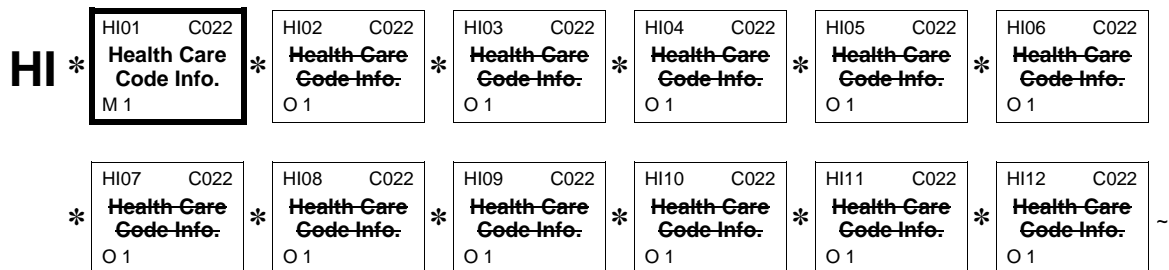 HI01 C022 HI02 C022 HI03 C022 HI04 C022 HI05 C022 HI06 C022
HI * Health Care * Health Care * Health Care * Health Care * Health Care * Health Care
Code Info. Code Info. Code Info. Code Info. Code Info. Code Info.
M 1 O 1 O 1 O 1 O 1 O 1
HI07 C022 HI08 C022 HI09 C022 HI10 C022 HI11 C022 HI12 C022
* Health Care * Health Care * Health Care * Health Care * Health Care * Health Care ~
Code Info. Code Info. Code Info. Code Info. Code Info. Code Info.
O 1 O 1 O 1 O 1 O 1 O 1